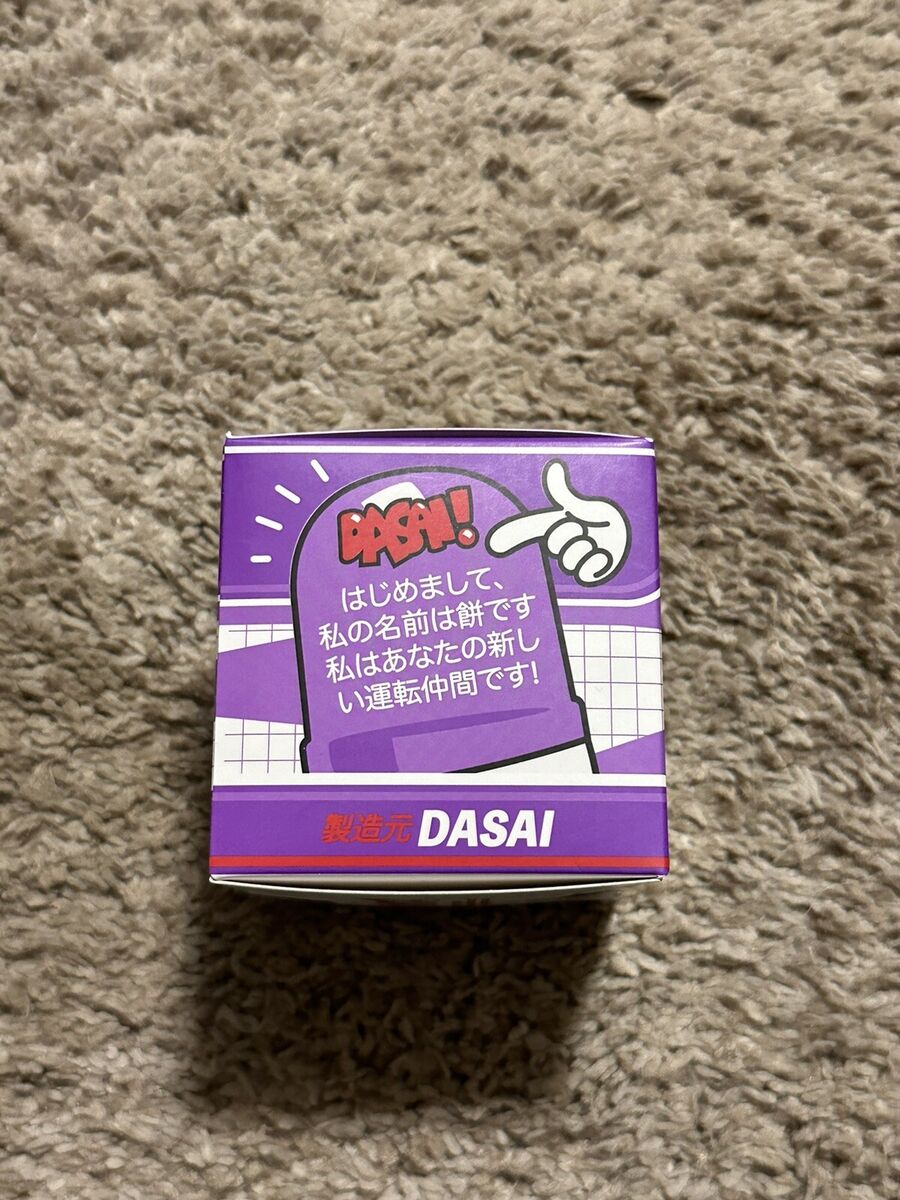 DASAI!
はじめまして、
私の名前は餅です
私はあなたの新し
い運転仲間です!
製造元 DASAI